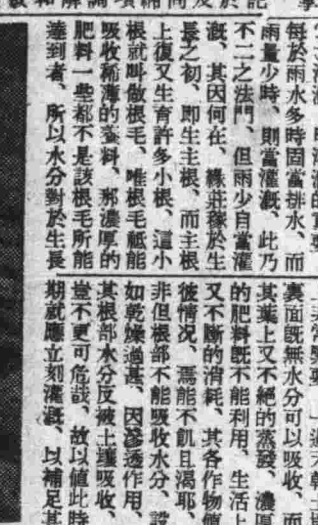 每於雨水多時固當排水、而
雨量少時、則當灌溉、此乃
不二之法門、但雨少自當灌
溉、其因何在、緣莊稼於生
長之初、即生主根、而主根
上復又生育許多小根、這小
根就叫做根毛、唯根毛祗能
吸收稀薄的養料、那濃厚的
肥料一些都不是該根毛所能
達到者、所以水分對於生長
裏面旣無水分可以吸收、而
其葉上又不絕的蒸發、濃厚
的肥料旣不能利用、生活上
又不斷的消耗、其各作物值
彼情况、焉能不飢且渴耶、
非但根部不能吸收水分、設
如乾燥過甚、因滲透作用、
其根部水分反被土壤吸收、
豈不更可危哉、故以值此時
期就應立刻灌溉、以補足其